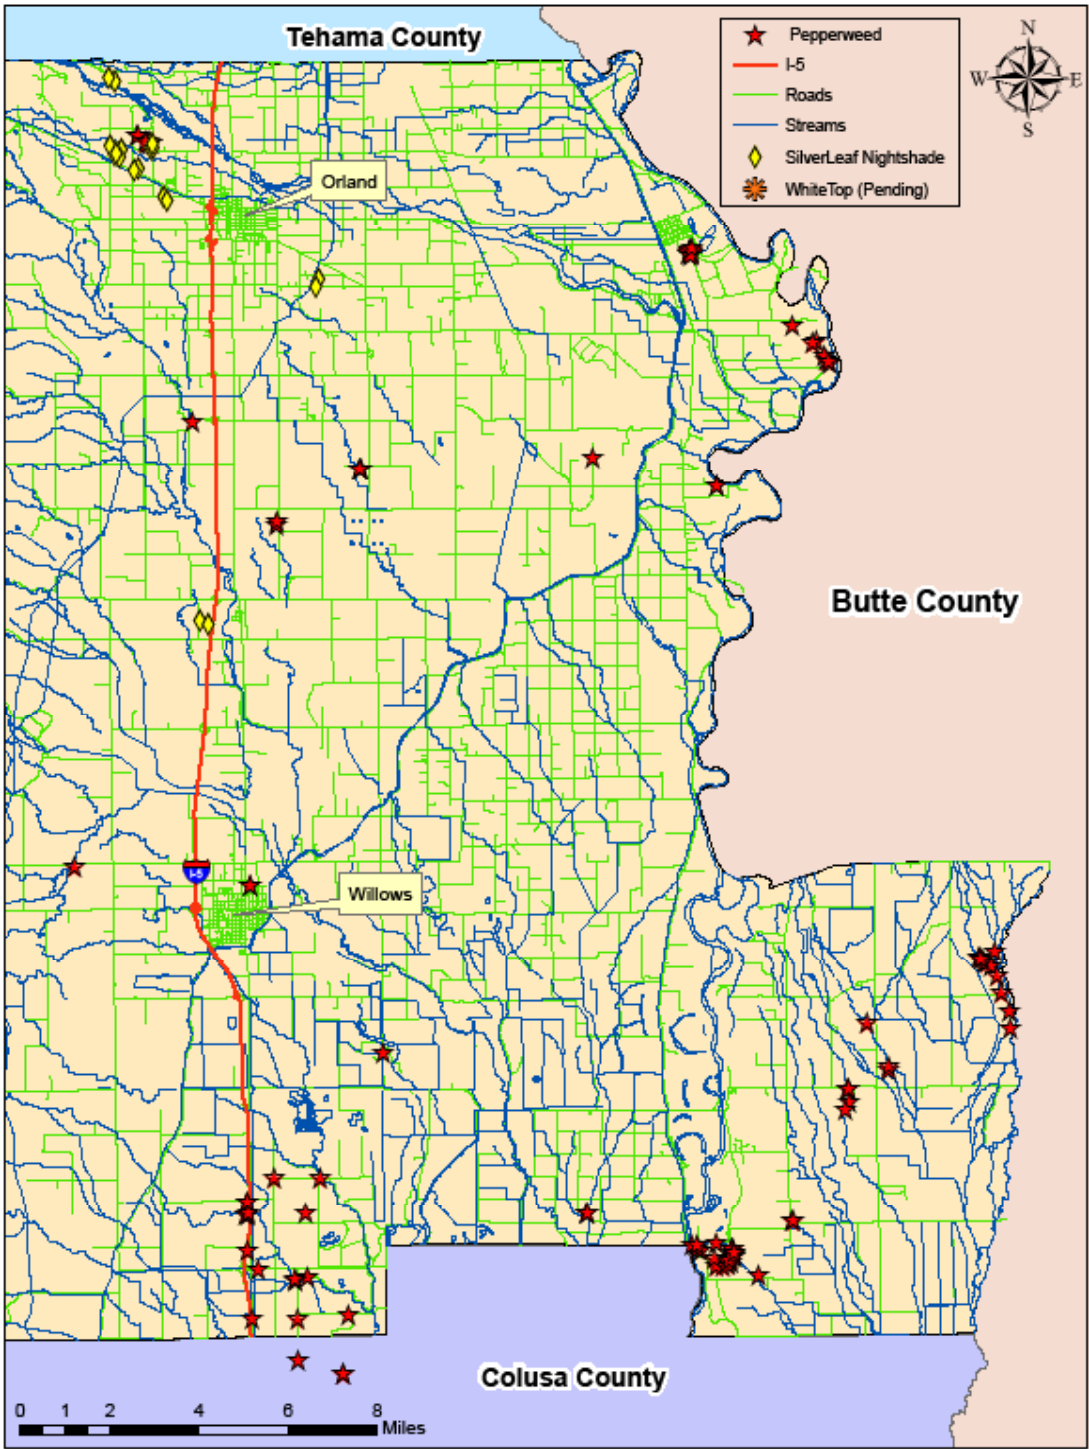 Tehama County
Pepperweed
I-5
Roads
Streams
SilverLeaf Nightshade
WhiteTop (Pending)
N
W
E
S
Orland
Butte County
I-5
Willows
Colusa County
0 1 2 4 6 8
Miles